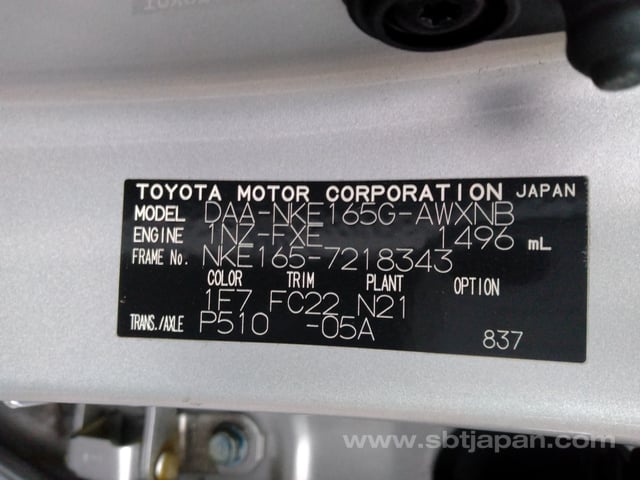 TOYOTA MOTOR CORPORATION JAPAN
MODEL DAA-NKE165G-AWXNB
ENGINE 1NZ-FXE 1496 mL
FRAME No. NKE165-7218343
COLOR TRIM PLANT OPTION
1F7 FC22 N21
TRANS./AXLE P510 -05A
837
www.sbtjapan.com